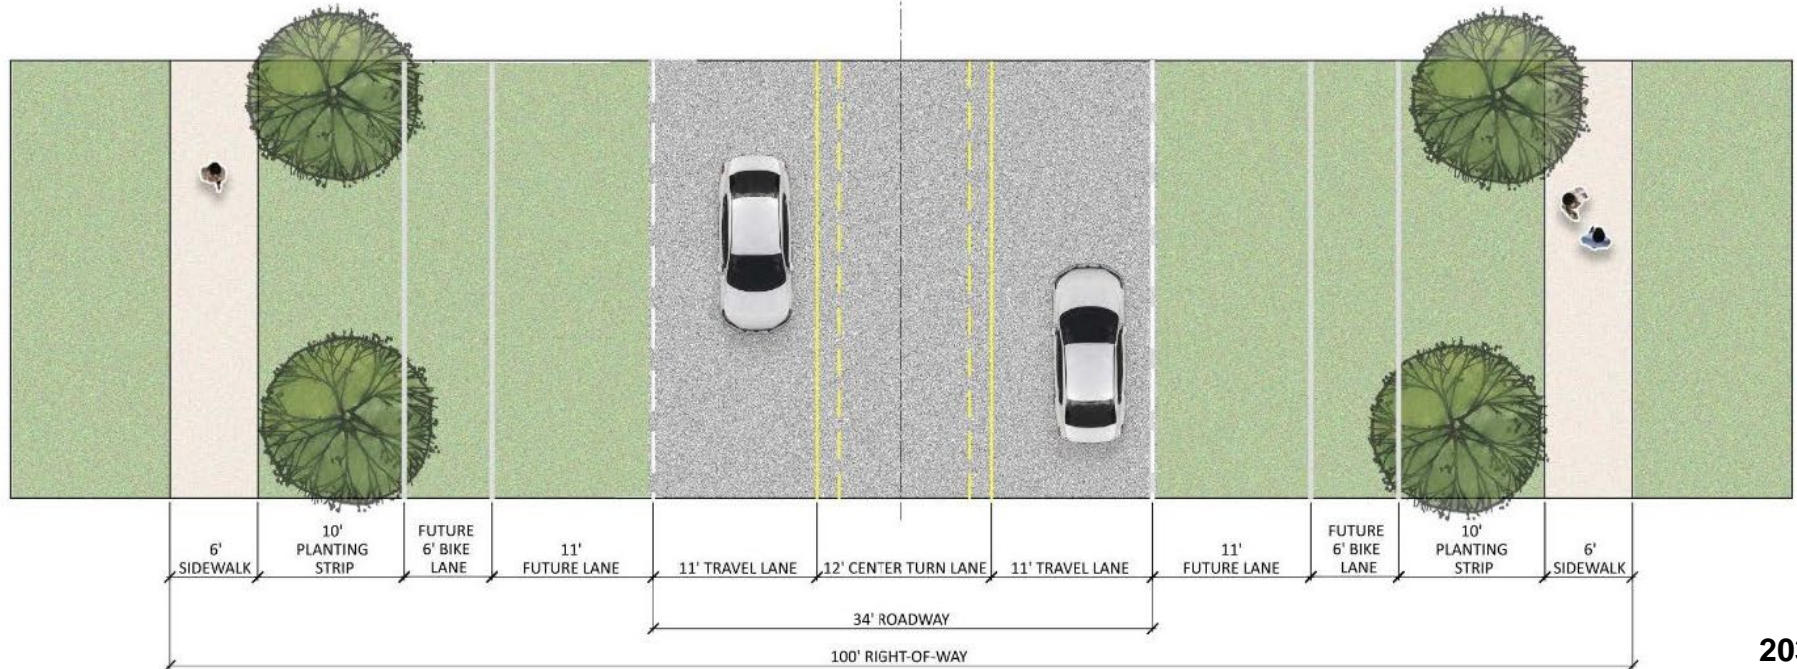 6'
SIDEWALK
10'
PLANTING
STRIP
FUTURE
6' BIKE
LANE
11'
FUTURE LANE
11' TRAVEL LANE
12' CENTER TURN LANE
11' TRAVEL LANE
11'
FUTURE LANE
FUTURE
6' BIKE
LANE
10'
PLANTING
STRIP
6'
SIDEWALK
34' ROADWAY
100' RIGHT-OF-WAY